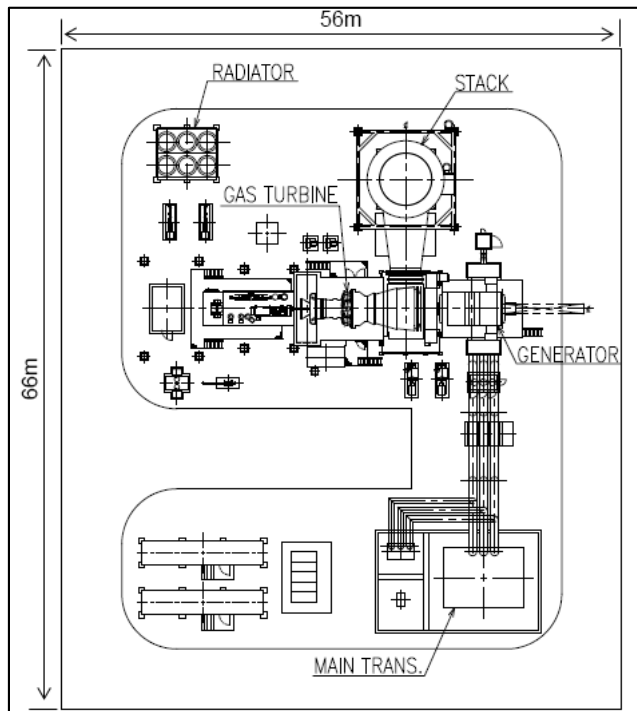 56m
RADIATOR
STACK
GAS TURBINE
GENERATOR
66m
MAIN TRANS.